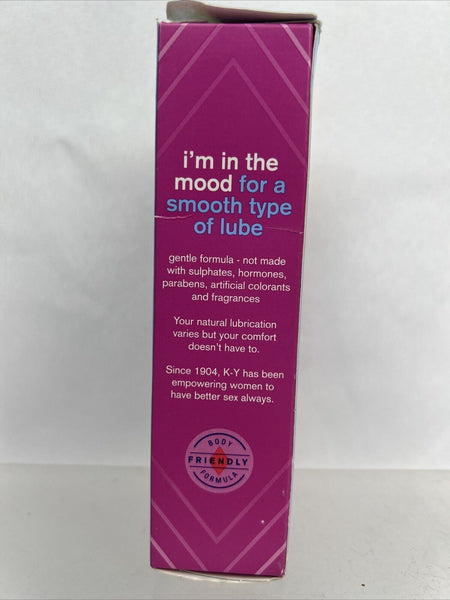 i'm in the
mood for a
smooth type
of lube
gentle formula - not made
with sulphates, hormones,
parabens, artificial colorants
and fragrances
Your natural lubrication
varies but your comfort
doesn't have to.
Since 1904, K-Y has been
empowering women to
have better sex always.
BODY
FRIENDLY
FORMULA